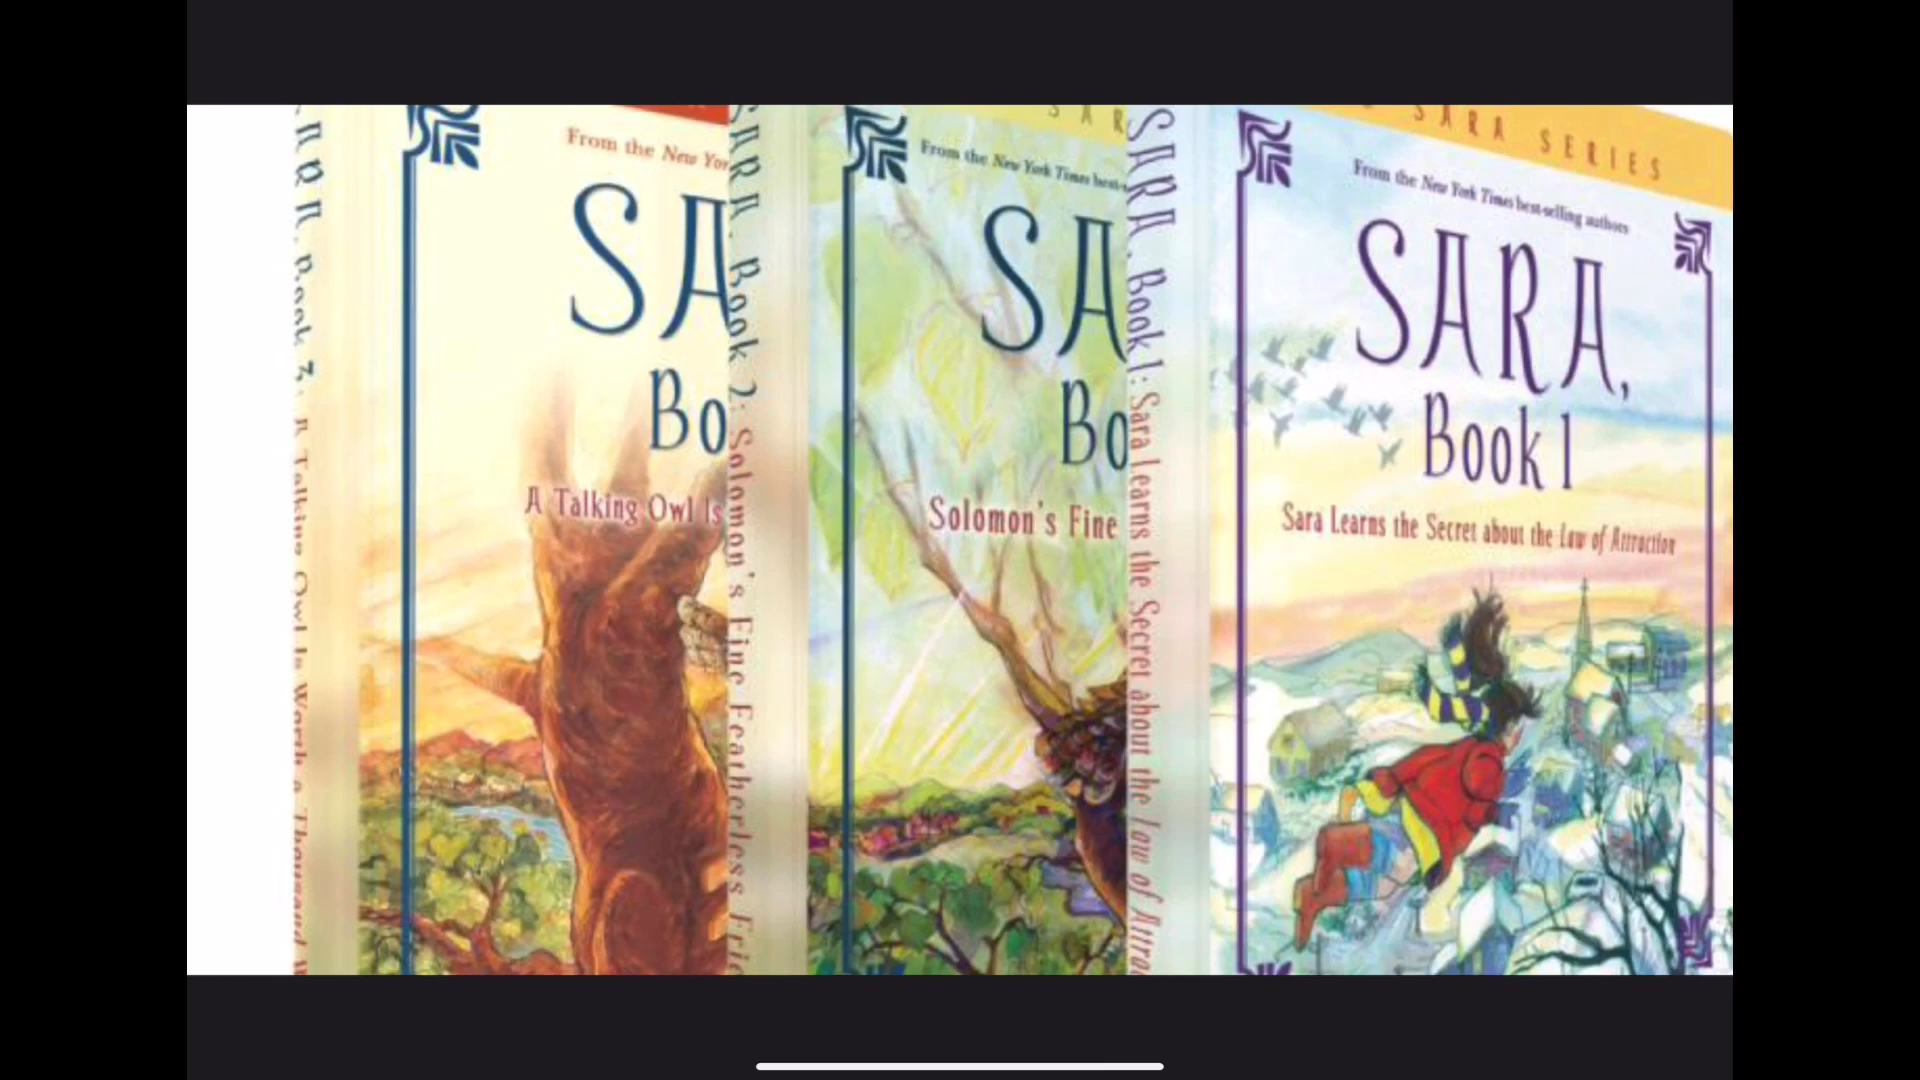 SARA, Book 3: A Talking Owl Is Worth a Thousand
From the New Yor
SA
Bo
A Talking Owl Is
SARA, Book 2: Solomon's Fine Featherless Frie
SAR
From the New York Times best-s
SA
Bo
Solomon's Fine
SARA, Book 1: Sara Learns the Secret about the Law of Attrac
SARA SERIES
From the New York Times best-selling authors
SARA,
Book 1
Sara Learns the Secret about the Law of Attraction